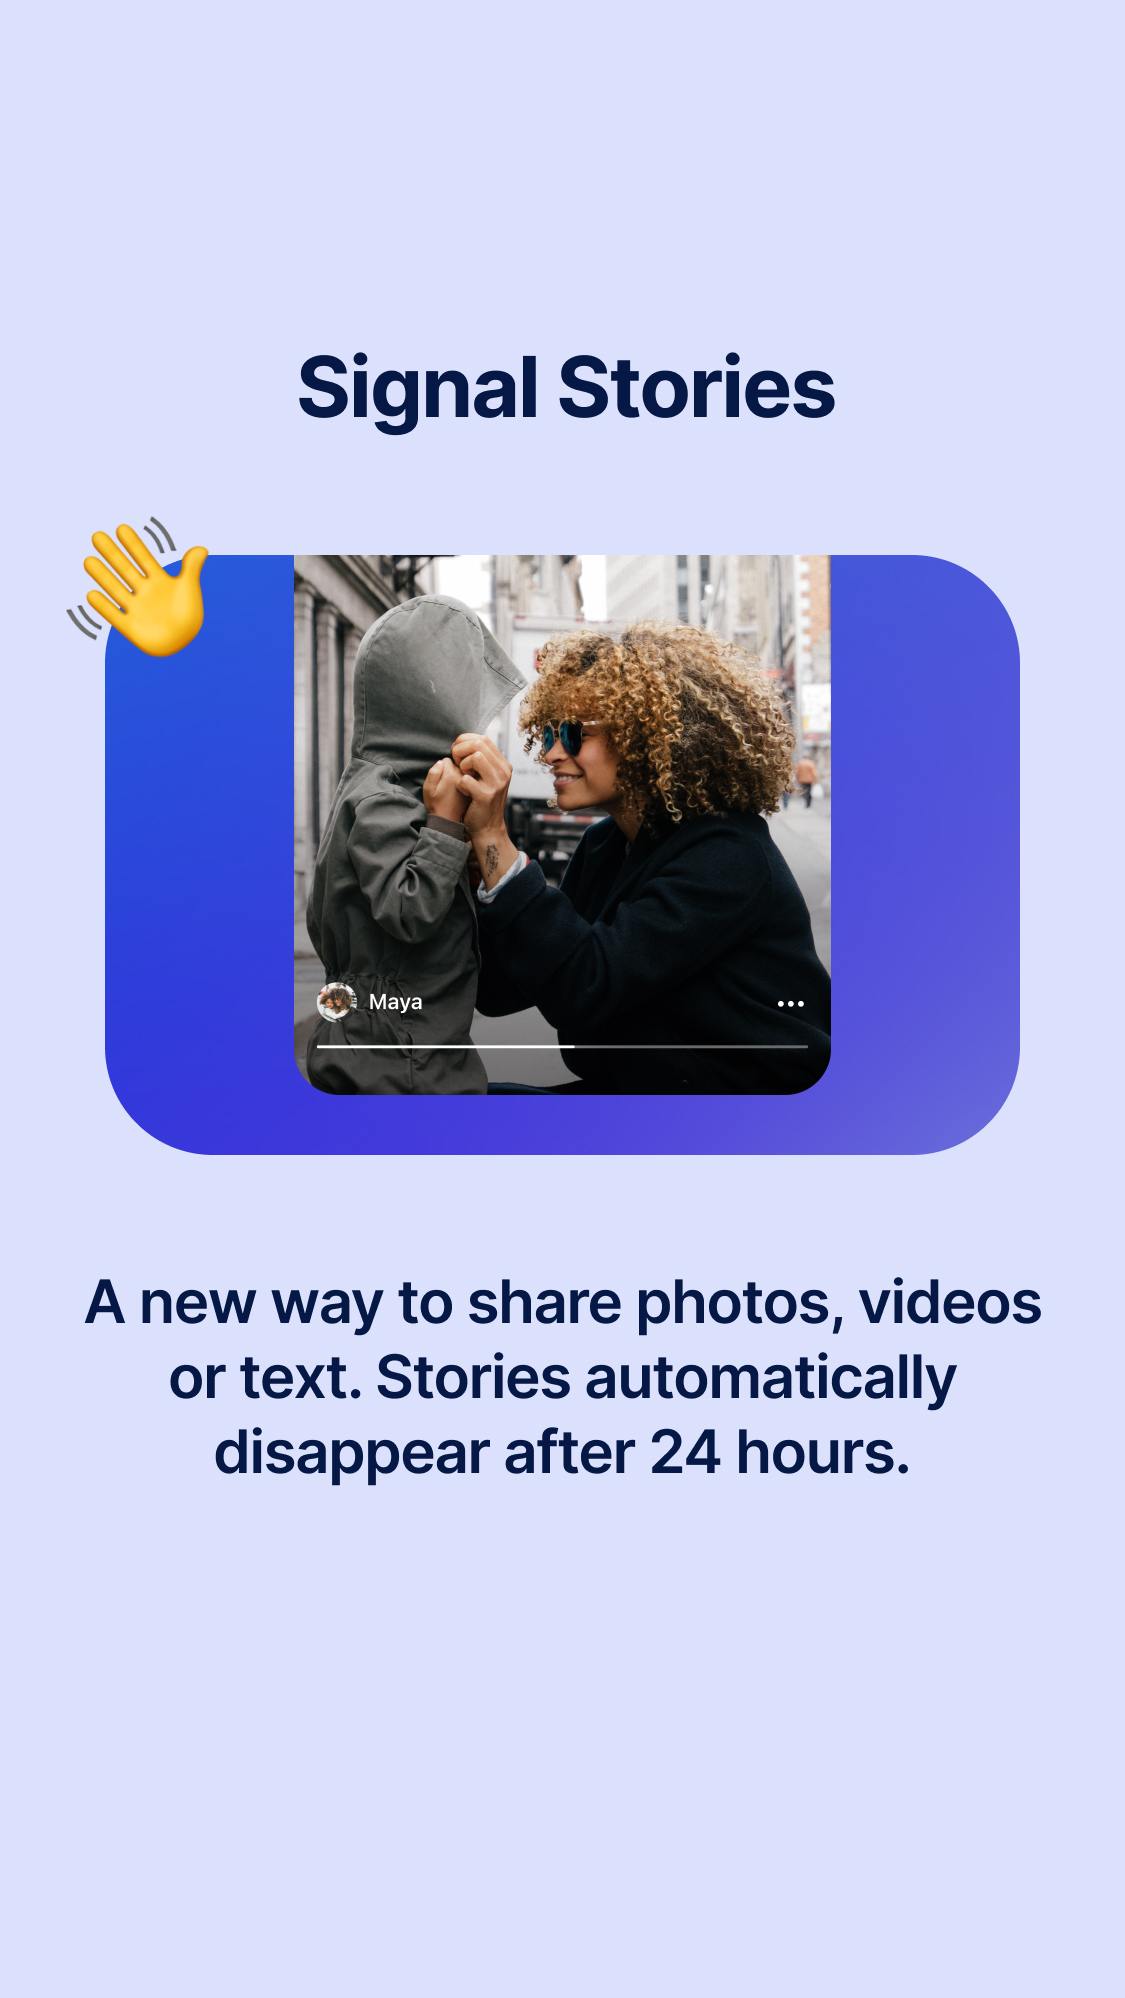 Signal Stories
Maya
A new way to share photos, videos
or text. Stories automatically
disappear after 24 hours.